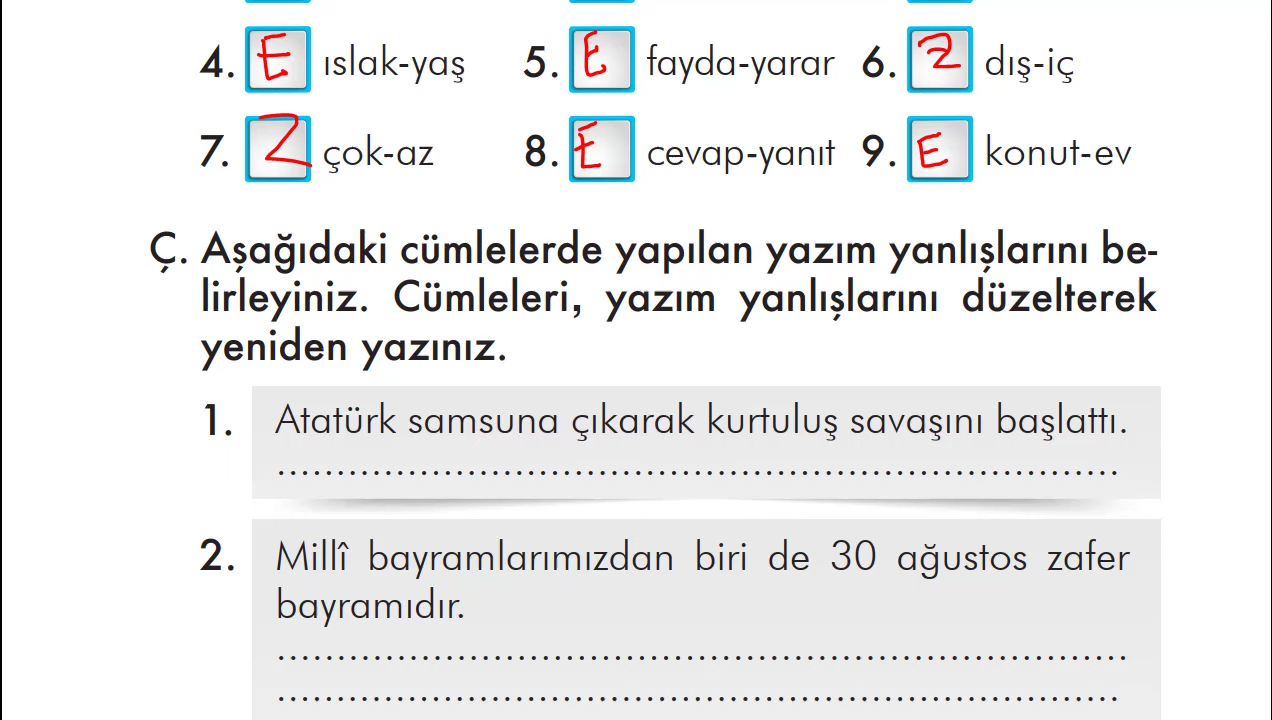 4. E ıslak-yaş 5. E fayda-yarar 6. Z dış-iç
7. Z çok-az 8. E cevap-yanıt 9. E konut-ev
Ç. Aşağıdaki cümlelerde yapılan yazım yanlışlarını be-
lirleyiniz. Cümleleri, yazım yanlışlarını düzelterek
yeniden yazınız.
1. Atatürk samsuna çıkarak kurtuluş savaşını başlattı.
2. Millî bayramlarımızdan biri de 30 ağustos zafer
bayramıdır.